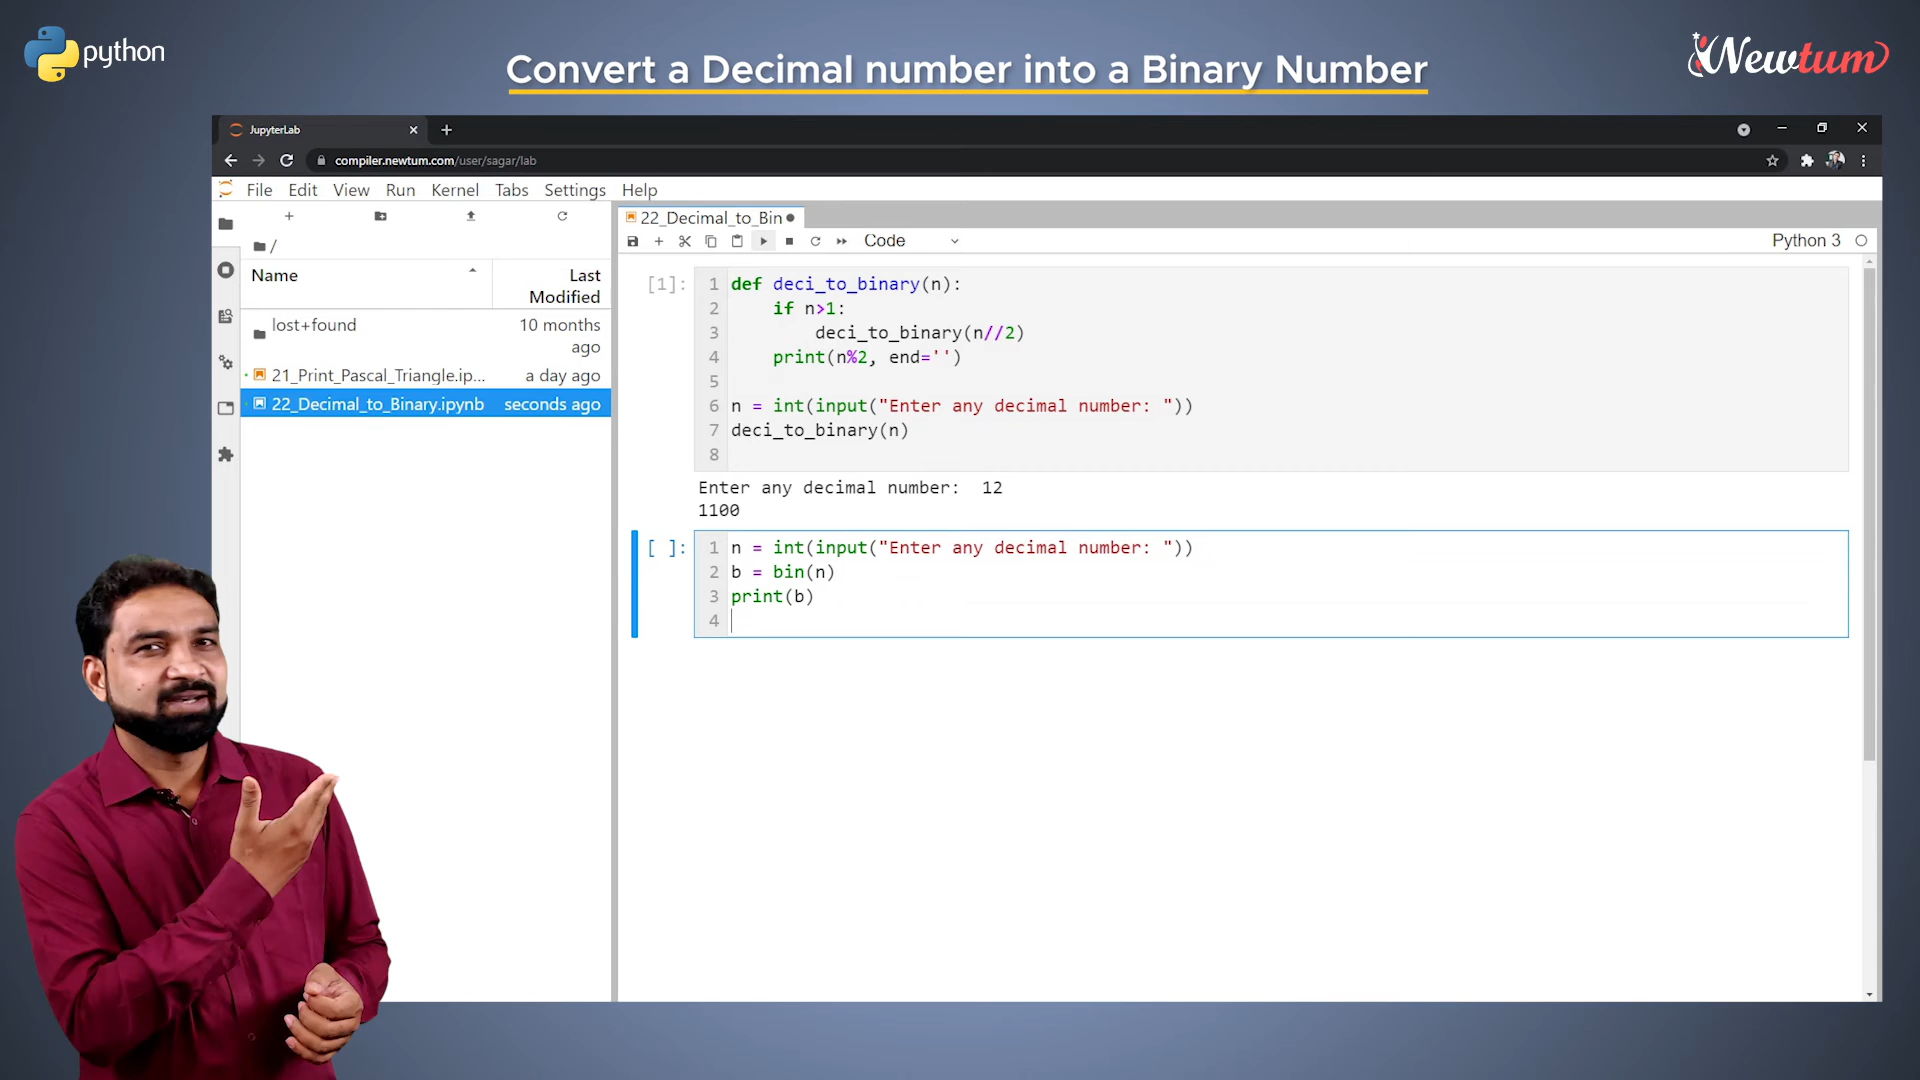 python
Convert a Decimal number into a Binary Number
Newtum
JupyterLab
compiler.newtum.com/user/sagar/lab
File Edit View Run Kernel Tabs Settings Help
22_Decimal_to_Bin
/
Code
Python 3
Name
Last Modified
lost+found 10 months ago
21_Print_Pascal_Triangle.ip... a day ago
22_Decimal_to_Binary.ipynb seconds ago
[1]:
1 def deci_to_binary(n):
2     if n>1:
3         deci_to_binary(n//2)
4     print(n%2, end='')
5
6 n = int(input("Enter any decimal number: "))
7 deci_to_binary(n)
8
Enter any decimal number:  12
1100
[ ]:
1 n = int(input("Enter any decimal number: "))
2 b = bin(n)
3 print(b)
4